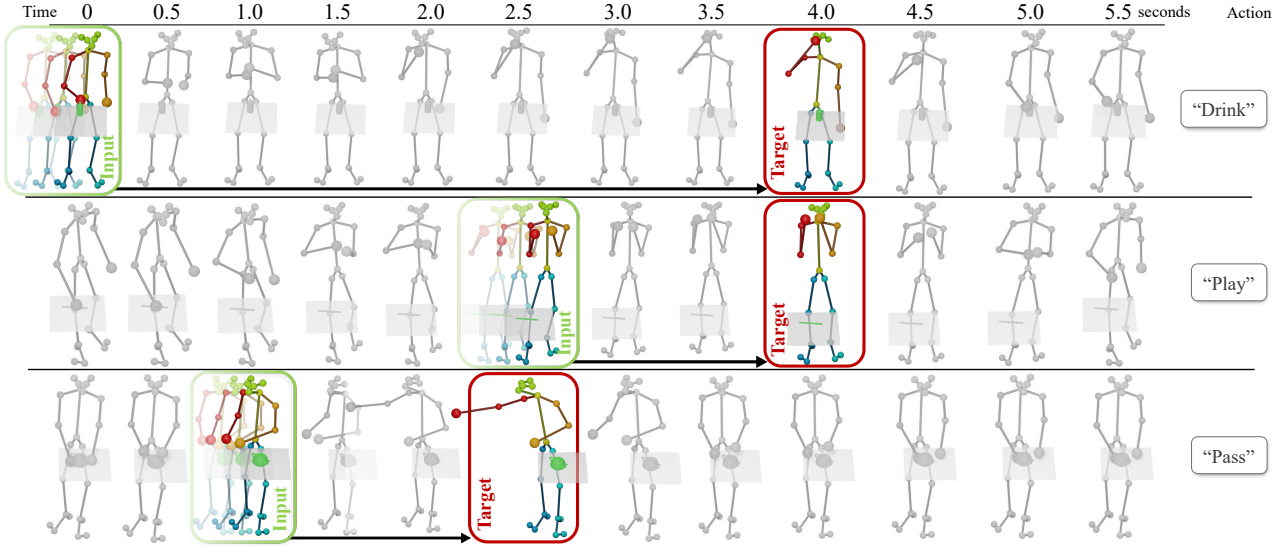 Time 0 0.5 1.0 1.5 2.0 2.5 3.0 3.5 4.0 4.5 5.0 5.5 seconds Action
Input
Target
“Drink”
Input
Target
“Play”
Input
Target
“Pass”